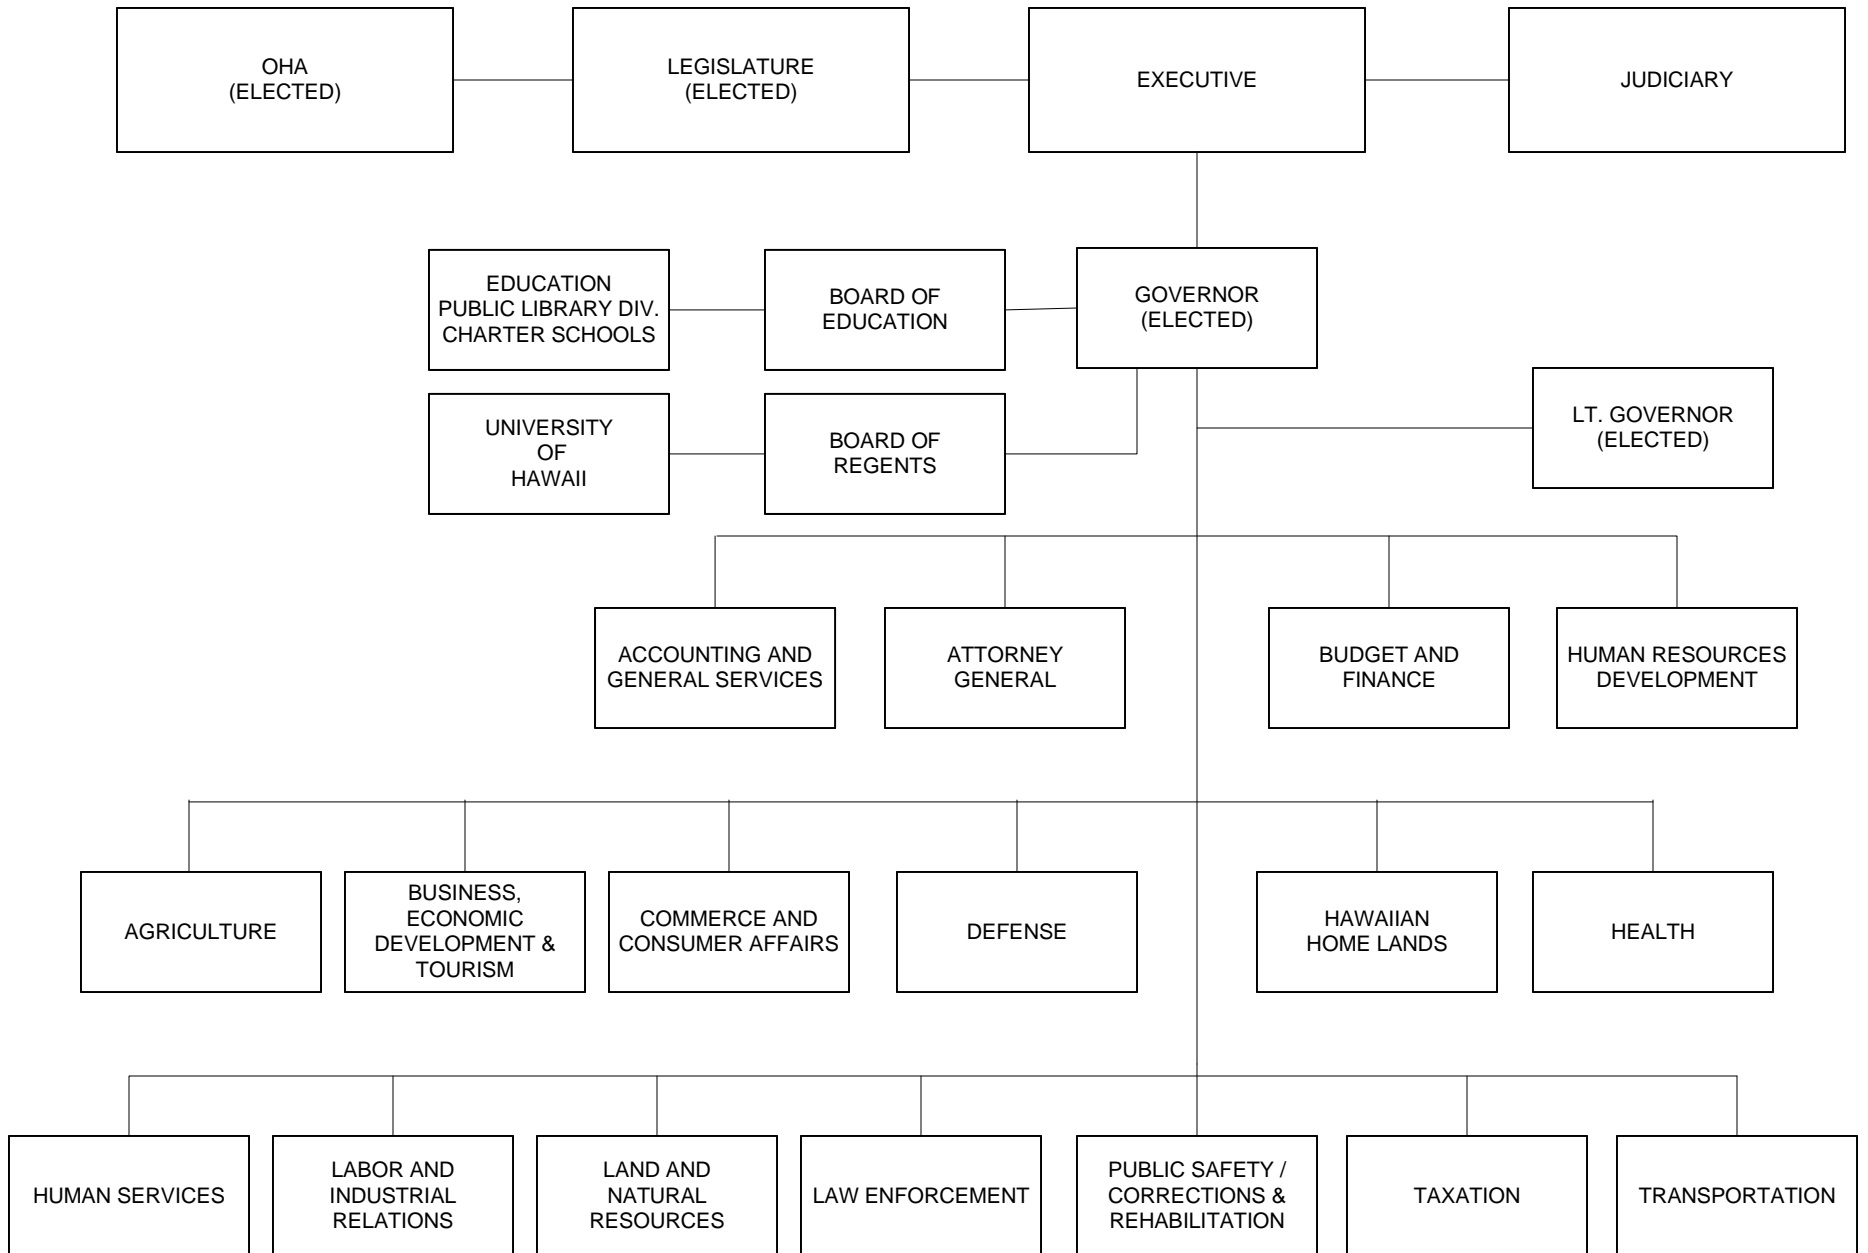 OHA
(ELECTED)
LEGISLATURE
(ELECTED)
EXECUTIVE
JUDICIARY
EDUCATION
PUBLIC LIBRARY DIV.
CHARTER SCHOOLS
BOARD OF
EDUCATION
GOVERNOR
(ELECTED)
UNIVERSITY
OF
HAWAII
BOARD OF
REGENTS
LT. GOVERNOR
(ELECTED)
ACCOUNTING AND
GENERAL SERVICES
ATTORNEY
GENERAL
BUDGET AND
FINANCE
HUMAN RESOURCES
DEVELOPMENT
AGRICULTURE
BUSINESS,
ECONOMIC
DEVELOPMENT &
TOURISM
COMMERCE AND
CONSUMER AFFAIRS
DEFENSE
HAWAIIAN
HOME LANDS
HEALTH
HUMAN SERVICES
LABOR AND
INDUSTRIAL
RELATIONS
LAND AND
NATURAL
RESOURCES
LAW ENFORCEMENT
PUBLIC SAFETY /
CORRECTIONS &
REHABILITATION
TAXATION
TRANSPORTATION